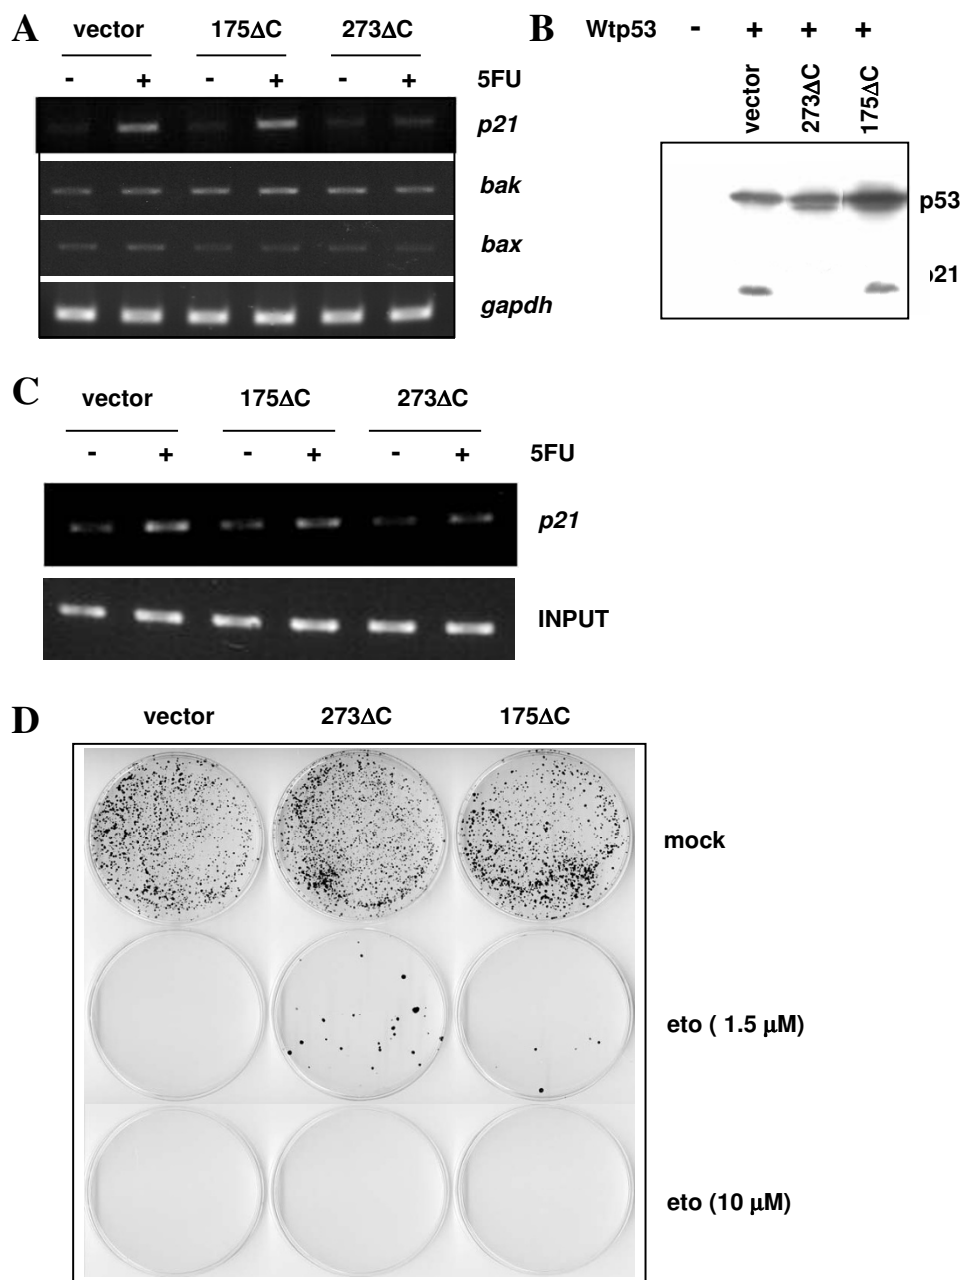 A
vector 175ΔC 273ΔC
- + - + - + 5FU
p21
bak
bax
gapdh
B
Wtp53 - + + +
vector 273ΔC 175ΔC
p53
21
C
vector 175ΔC 273ΔC
- + - + - + 5FU
p21
INPUT
D
vector 273ΔC 175ΔC
mock
eto ( 1.5 μM)
eto (10 μM)